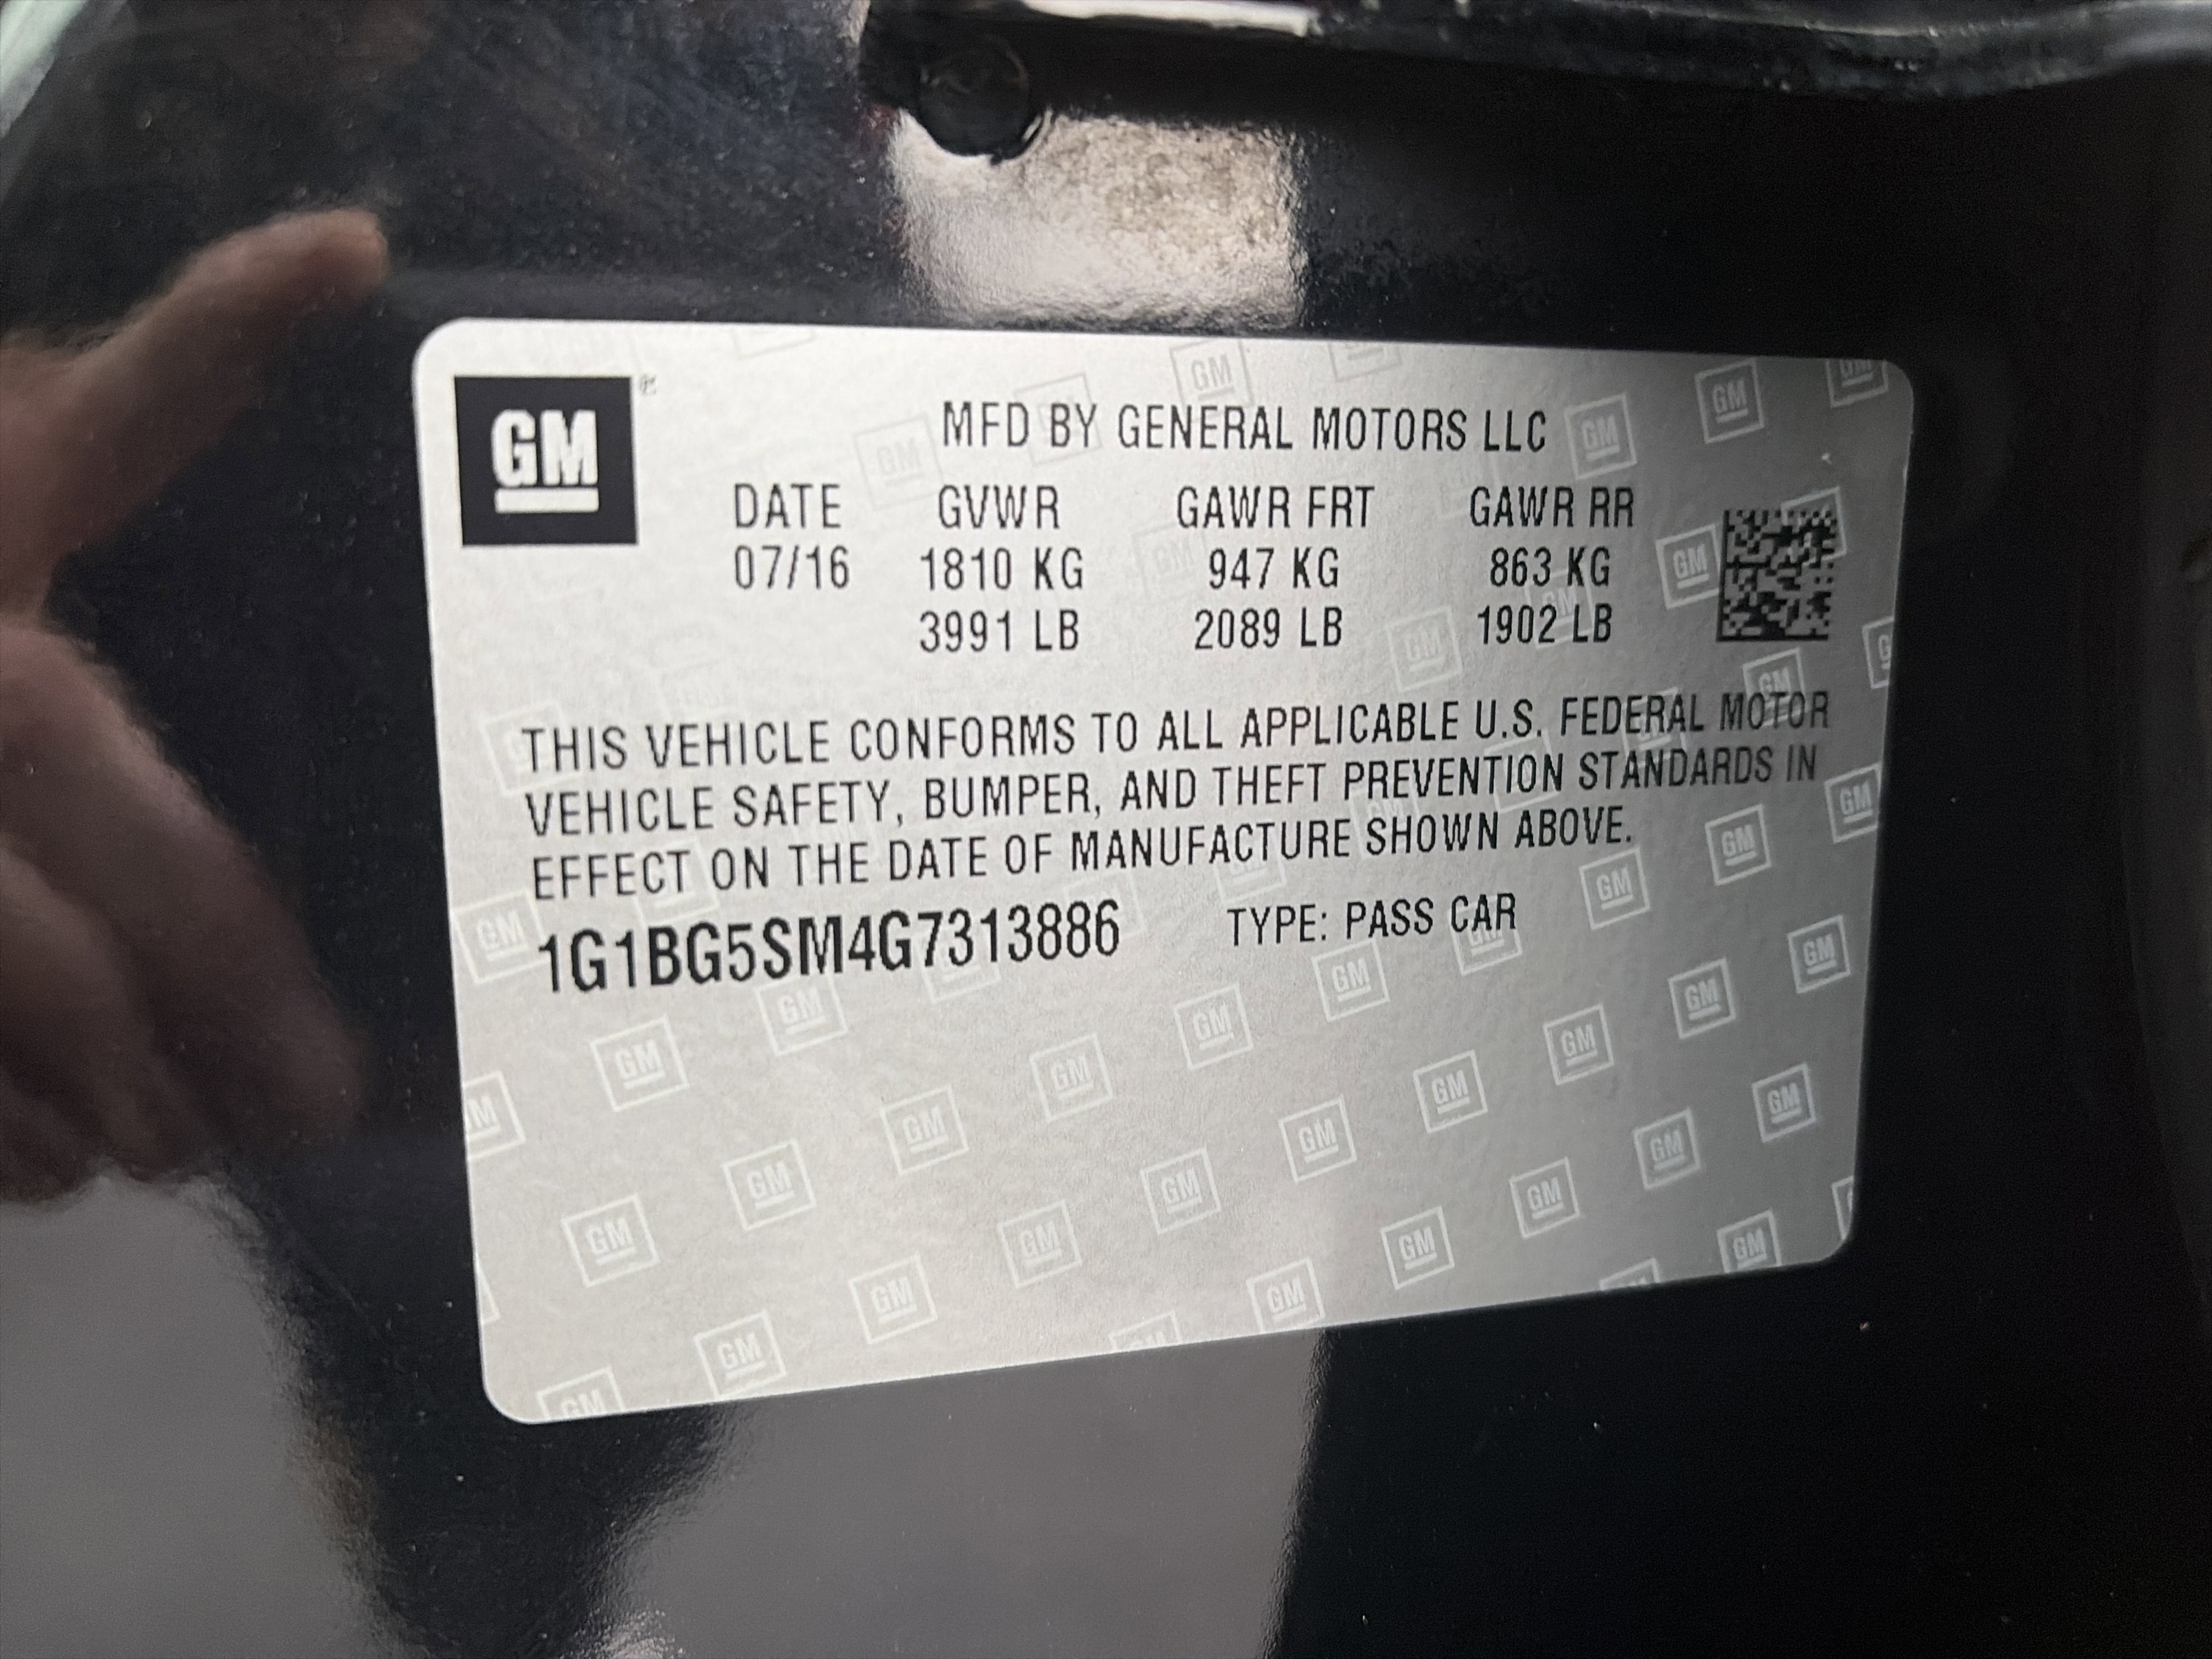 GM
MFD BY GENERAL MOTORS LLC
DATE GVWR GAWR FRT GAWR RR
07/16 1810 KG 947 KG 863 KG
3991 LB 2089 LB 1902 LB
THIS VEHICLE CONFORMS TO ALL APPLICABLE U.S. FEDERAL MOTOR
VEHICLE SAFETY, BUMPER, AND THEFT PREVENTION STANDARDS IN
EFFECT ON THE DATE OF MANUFACTURE SHOWN ABOVE.
1G1BG5SM4G7313886 TYPE: PASS CAR